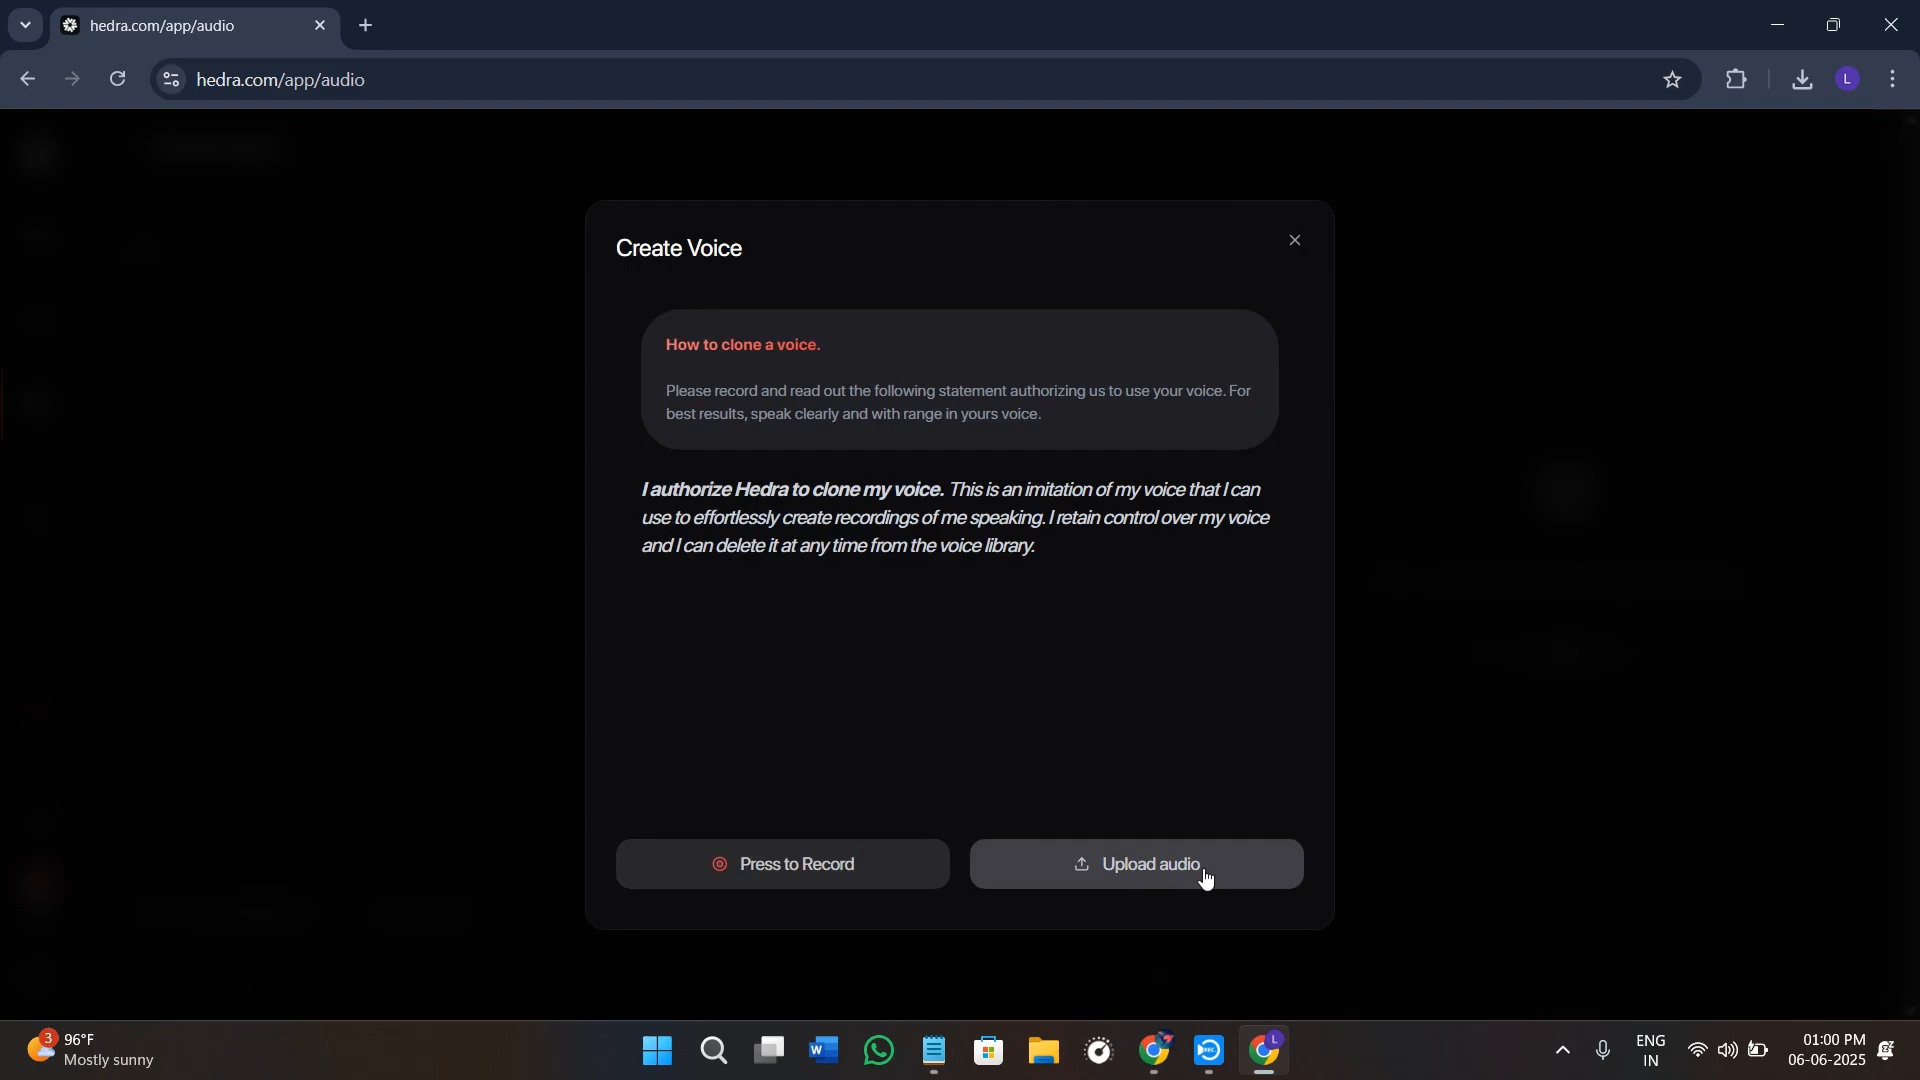 hedra.com/app/audio
hedra.com/app/audio
L
Create Voice
How to clone a voice.
Please record and read out the following statement authorizing us to use your voice. For
best results, speak clearly and with range in yours voice.
I authorize Hedra to clone my voice. This is an imitation of my voice that I can
use to effortlessly create recordings of me speaking. I retain control over my voice
and I can delete it at any time from the voice library.
Press to Record
Upload audio
3
96°F
Mostly sunny
W
L
ENG
IN
01:00 PM
06-06-2025